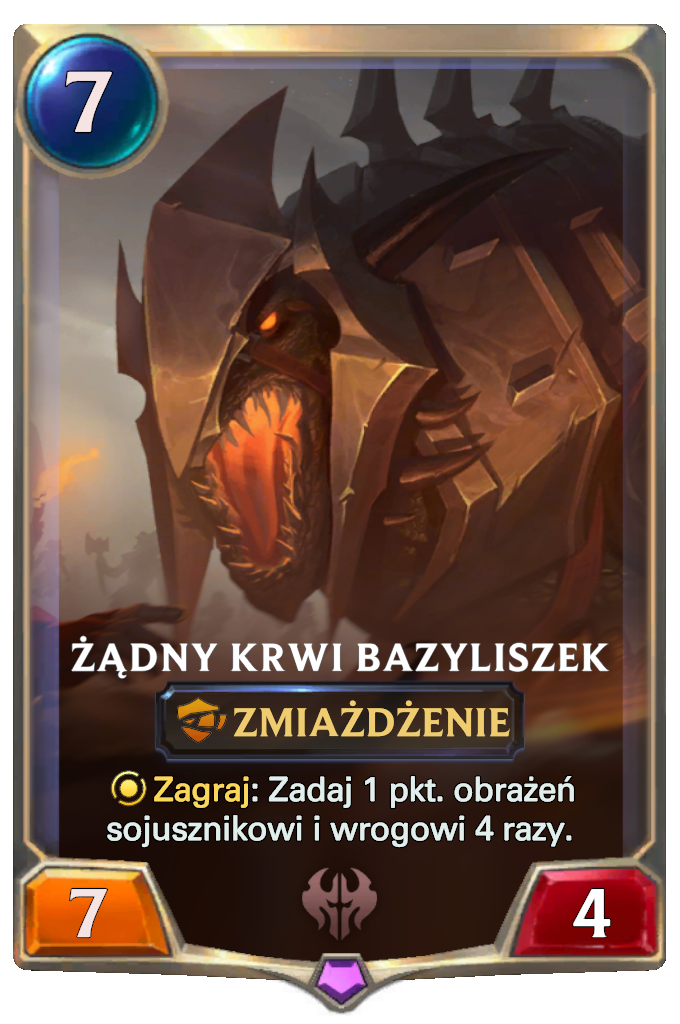 7
ŻĄDNY KRWI BAZYLISZEK
ZMIAŻDŻENIE
Zagraj: Zadaj 1 pkt. obrażeń
sojusznikowi i wrogowi 4 razy.
7
4